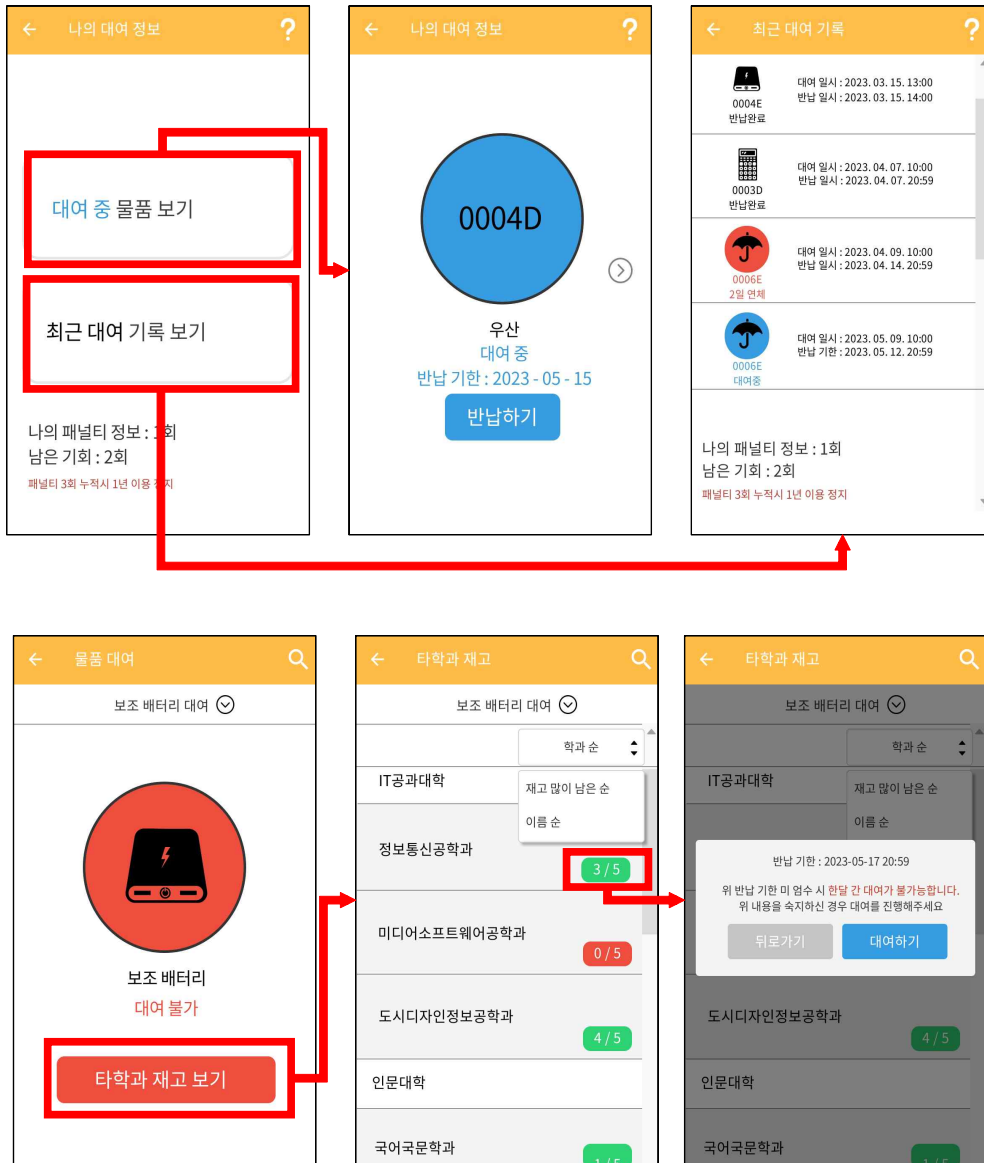 나의 대여 정보 ?
대여 중 물품 보기
최근 대여 기록 보기
나의 패널티 정보 : 1회
남은 기회 : 2회
패널티 3회 누적시 1년 이용 정지
나의 대여 정보 ?
0004D
우산
대여 중
반납 기한 : 2023 - 05 - 15
반납하기
최근 대여 기록 ?
대여 일시 : 2023. 03. 15. 13:00
반납 일시 : 2023. 03. 15. 14:00
0004E
반납완료
대여 일시 : 2023. 04. 07. 10:00
반납 일시 : 2023. 04. 07. 20:59
0003D
반납완료
대여 일시 : 2023. 04. 09. 10:00
반납 일시 : 2023. 04. 14. 20:59
0006E
2일 연체
대여 일시 : 2023. 05. 09. 10:00
반납 기한 : 2023. 05. 12. 20:59
0006E
대여중
나의 패널티 정보 : 1회
남은 기회 : 2회
패널티 3회 누적시 1년 이용 정지
물품 대여
보조 배터리 대여
보조 배터리
대여 불가
타학과 재고 보기
타학과 재고
보조 배터리 대여
학과 순
IT공과대학
재고 많이 남은 순
이름 순
정보통신공학과
3 / 5
미디어소프트웨어공학과
0 / 5
도시디자인정보공학과
4 / 5
인문대학
국어국문학과
1 / 5
타학과 재고
보조 배터리 대여
학과 순
IT공과대학
재고 많이 남은 순
이름 순
반납 기한 : 2023-05-17 20:59
위 반납 기한 미 엄수 시 한달 간 대여가 불가능합니다.
위 내용을 숙지하신 경우 대여를 진행해주세요
뒤로가기
대여하기
도시디자인정보공학과
4 / 5
인문대학
국어국문학과
1 / 5